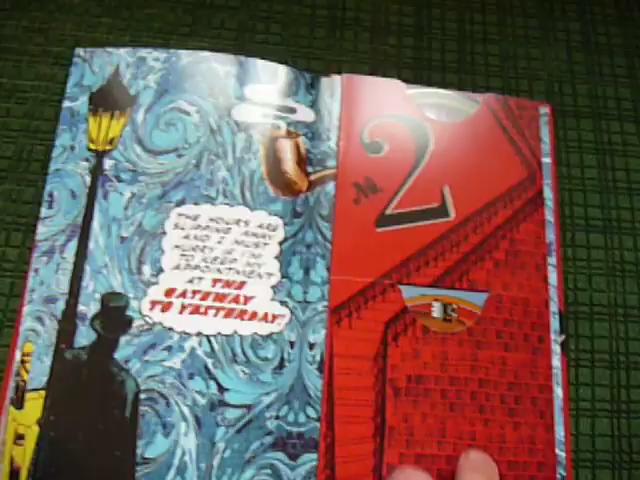 THE HOURS ARE
SLIPPING AWAY
AND I MUST
HURRY IF I'M
TO KEEP MY
APPOINTMENT
AT THE
GATEWAY
TO YESTERDAY!
No. 2